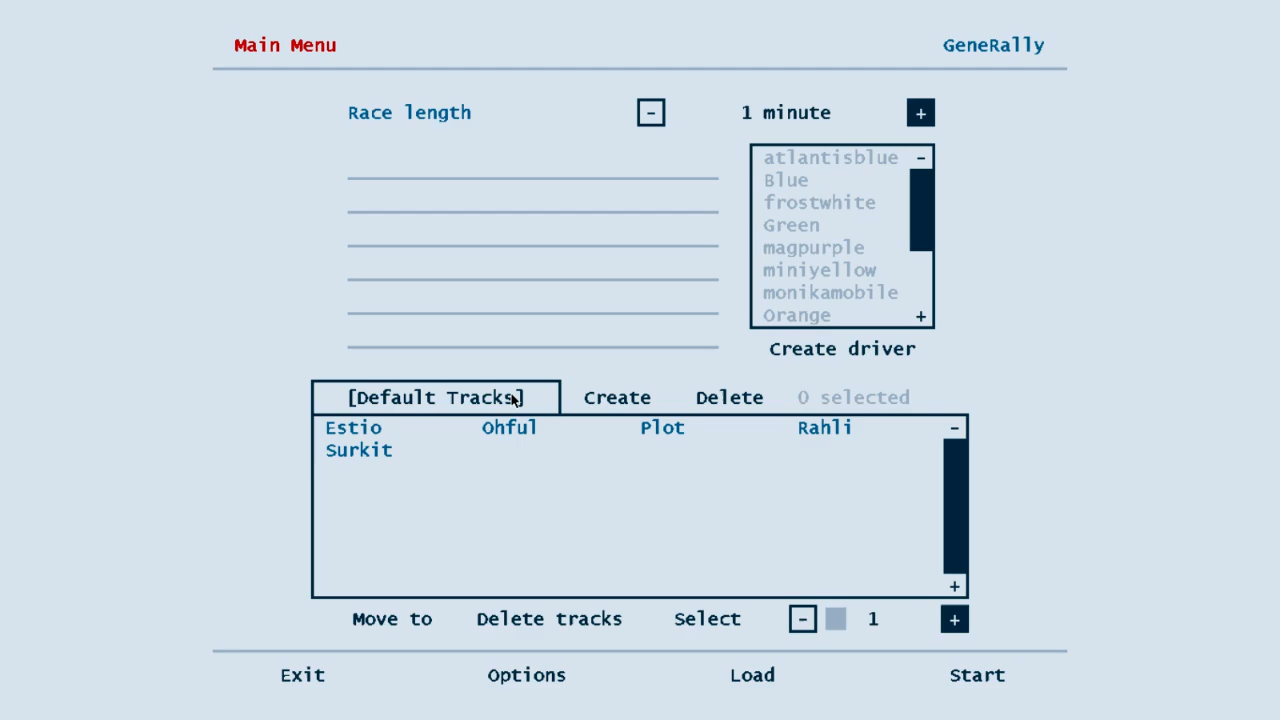 Main Menu GeneRally
Race length - 1 minute +
atlantisblue -
Blue
frostwhite
Green
magpurple
miniyellow
monikamobile
Orange +
Create driver
[Default Tracks] Create Delete 0 selected
Estio Ohful Plot Rahli -
Surkit
+
Move to Delete tracks Select - 1 +
Exit Options Load Start